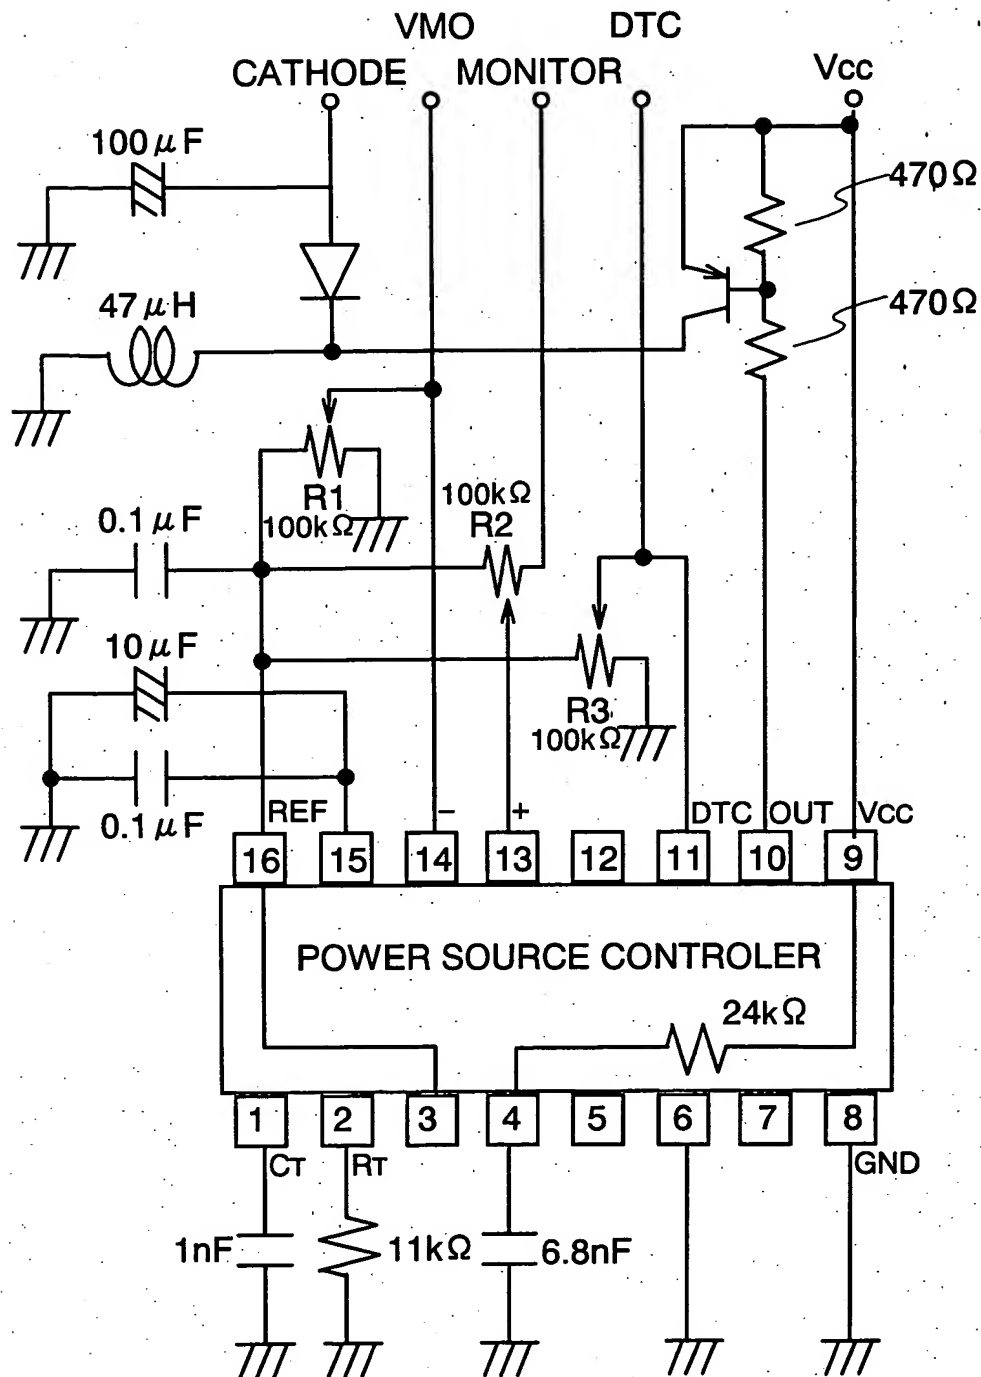 VMO DTC
CATHODE MONITOR Vcc
100μF
470Ω
47μH
470Ω
R1
100kΩ
100kΩ
R2
0.1μF
10μF
R3
100kΩ
0.1μF
REF - + DTC OUT Vcc
16 15 14 13 12 11 10 9
POWER SOURCE CONTROLER
24kΩ
1 2 3 4 5 6 7 8
CT RT GND
1nF 11kΩ 6.8nF